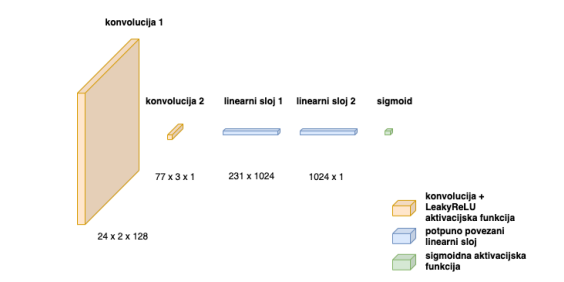 konvolucija 1
konvolucija 2
linearni sloj 1
linearni sloj 2
sigmoid
77 x 3 x 1
231 x 1024
1024 x 1
24 x 2 x 128
konvolucija +
LeakyReLU
aktivacijska funkcija
potpuno povezani
linearni sloj
sigmoidna aktivacijska
funkcija